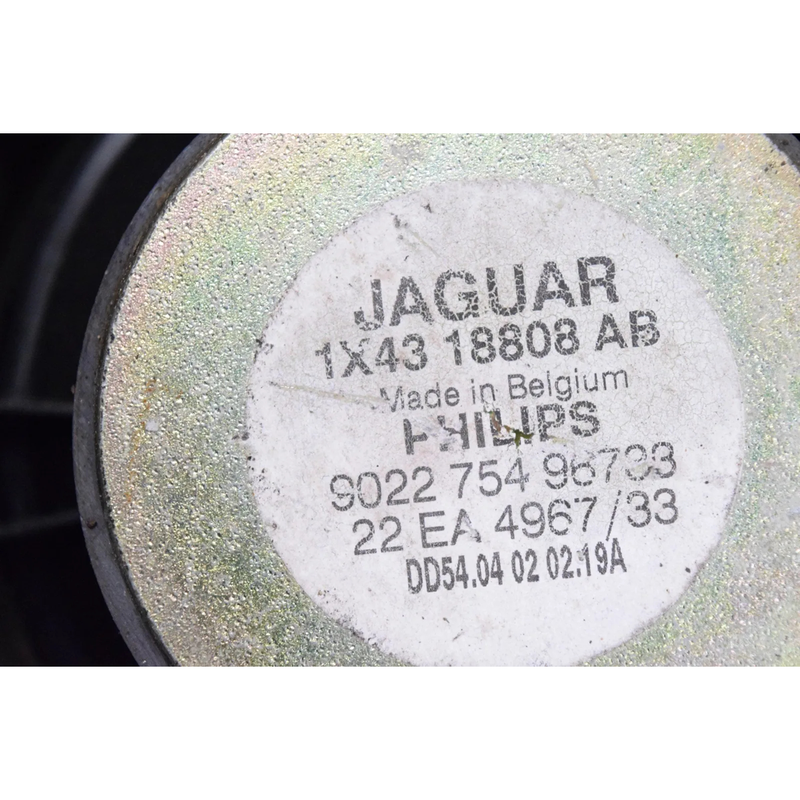 JAGUAR
1X43 18808 AB
Made in Belgium
PHILIPS
9022 754 96733
22 EA 4967/33
DD54.04 02 02.19A